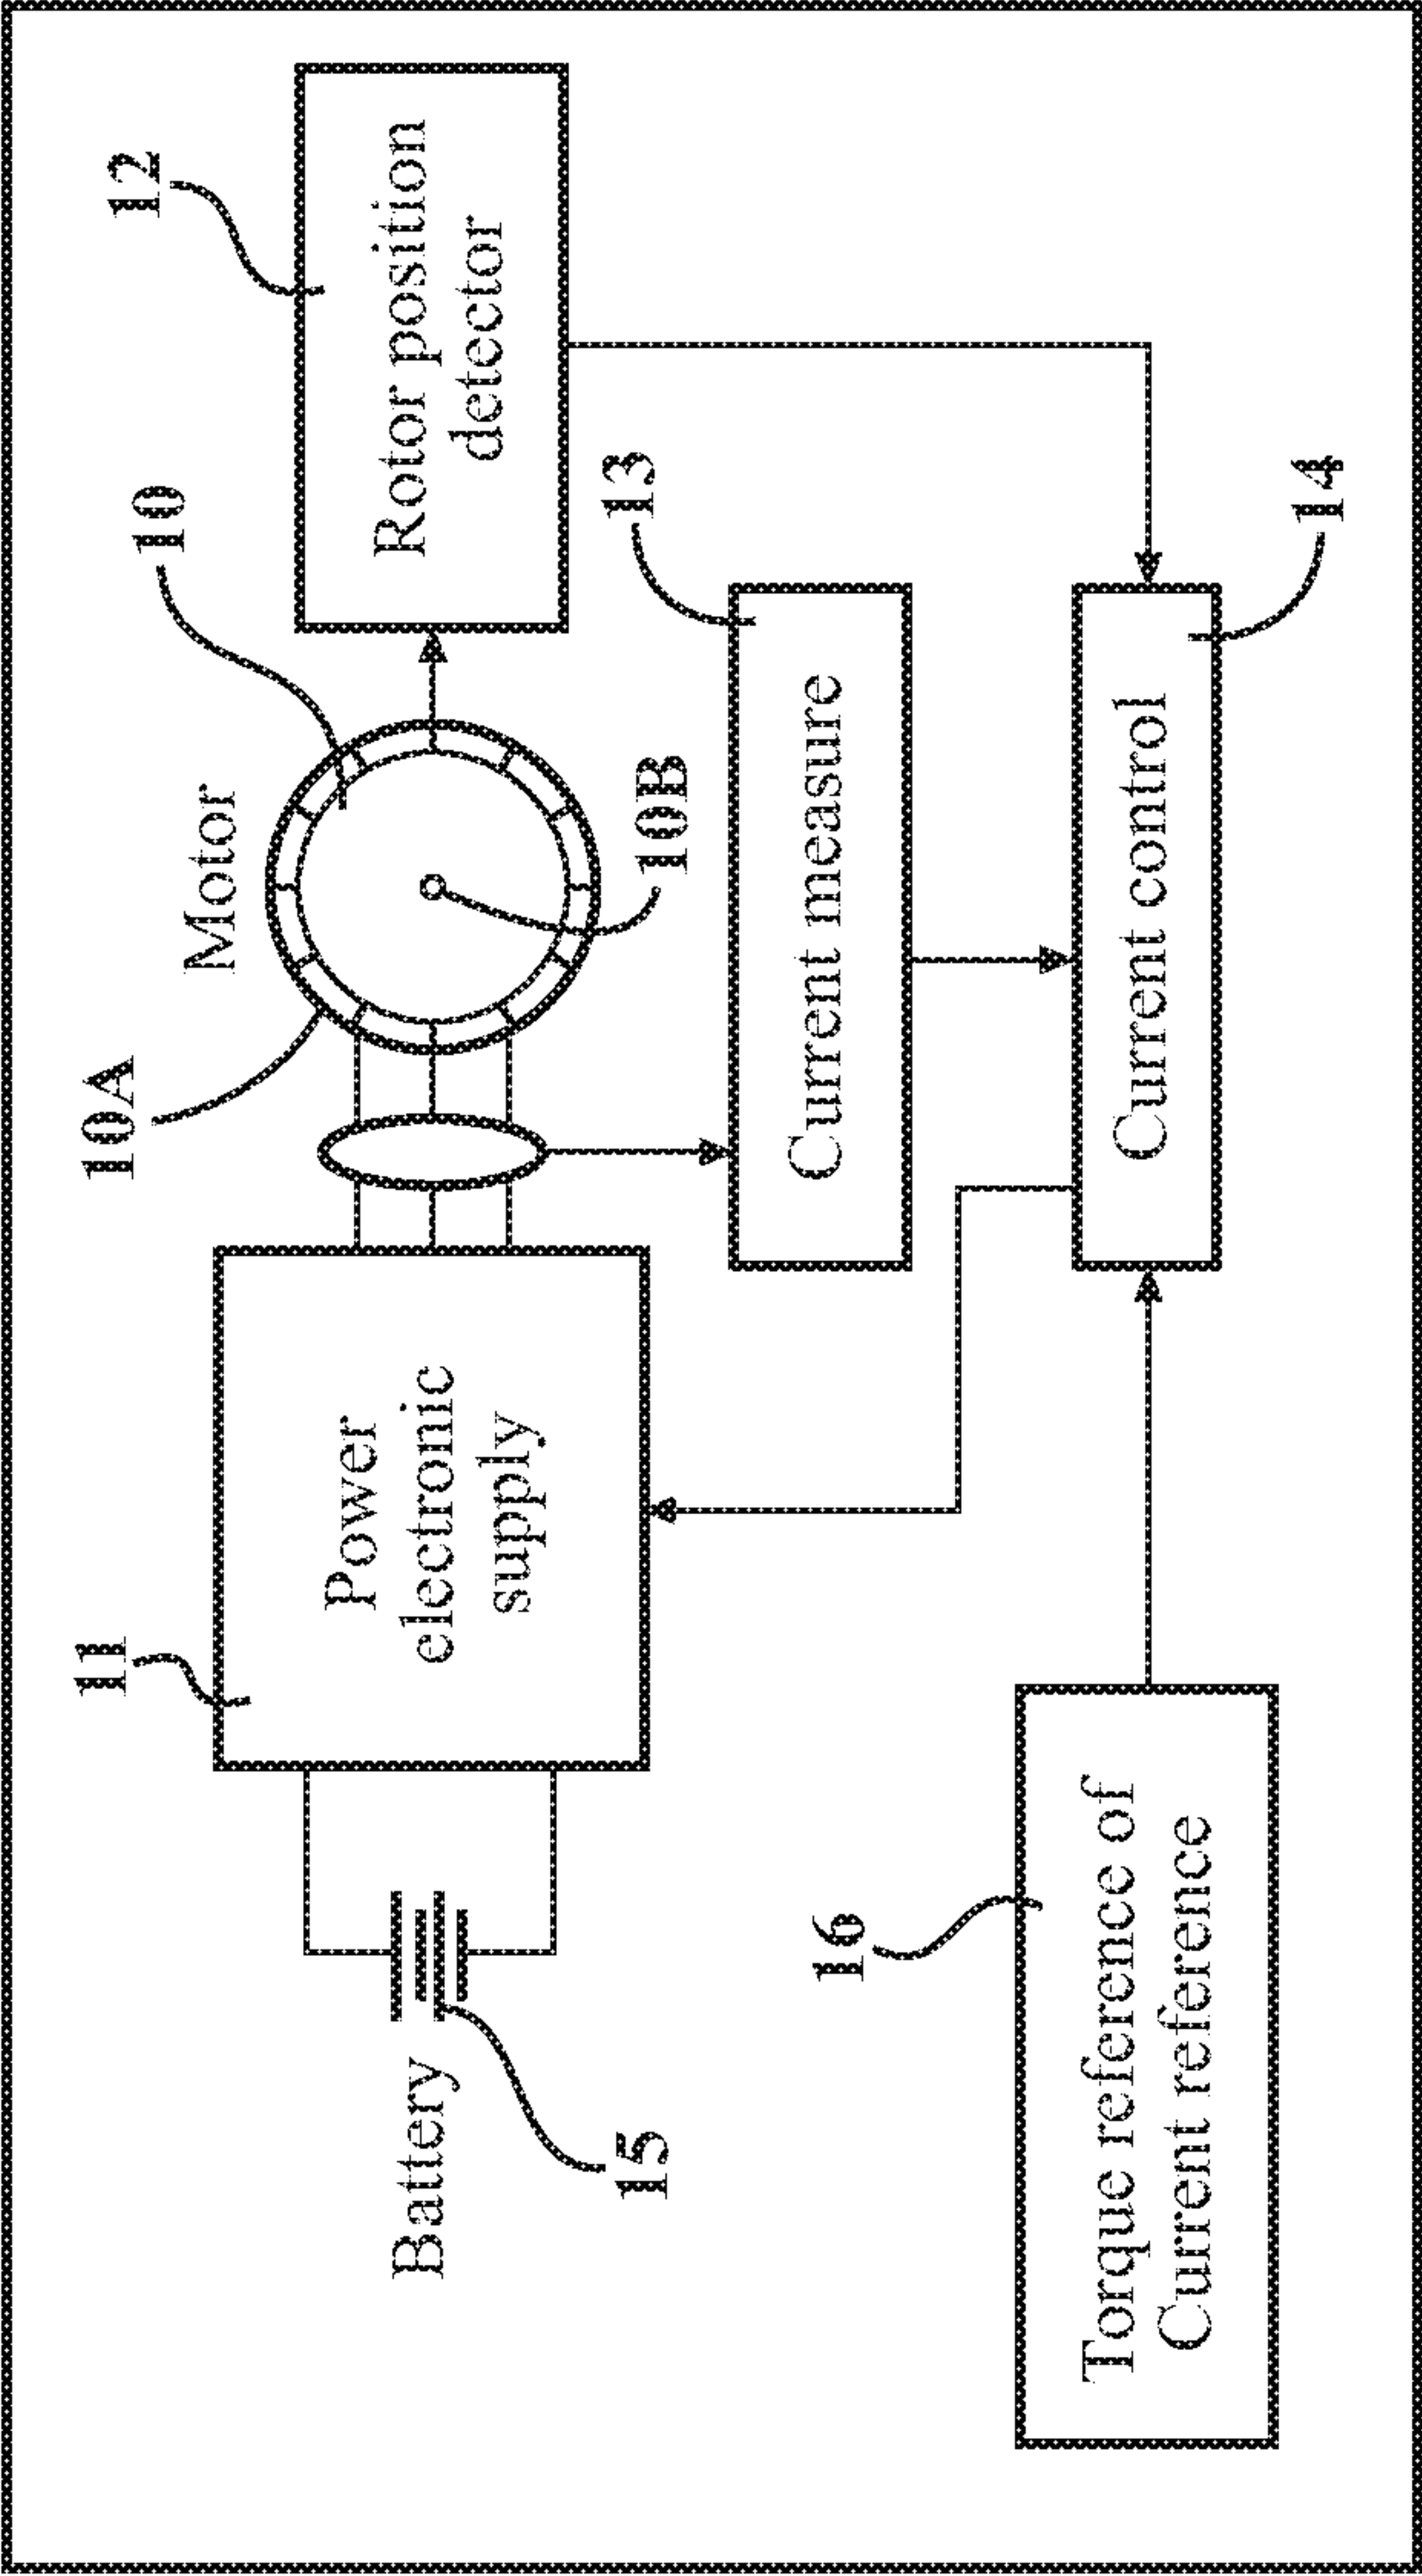 10A
Motor
10
12
11
Power
electronic
supply
Rotor position
detector
10B
Battery
15
13
Current measure
16
Torque reference of
Current reference
Current control
14